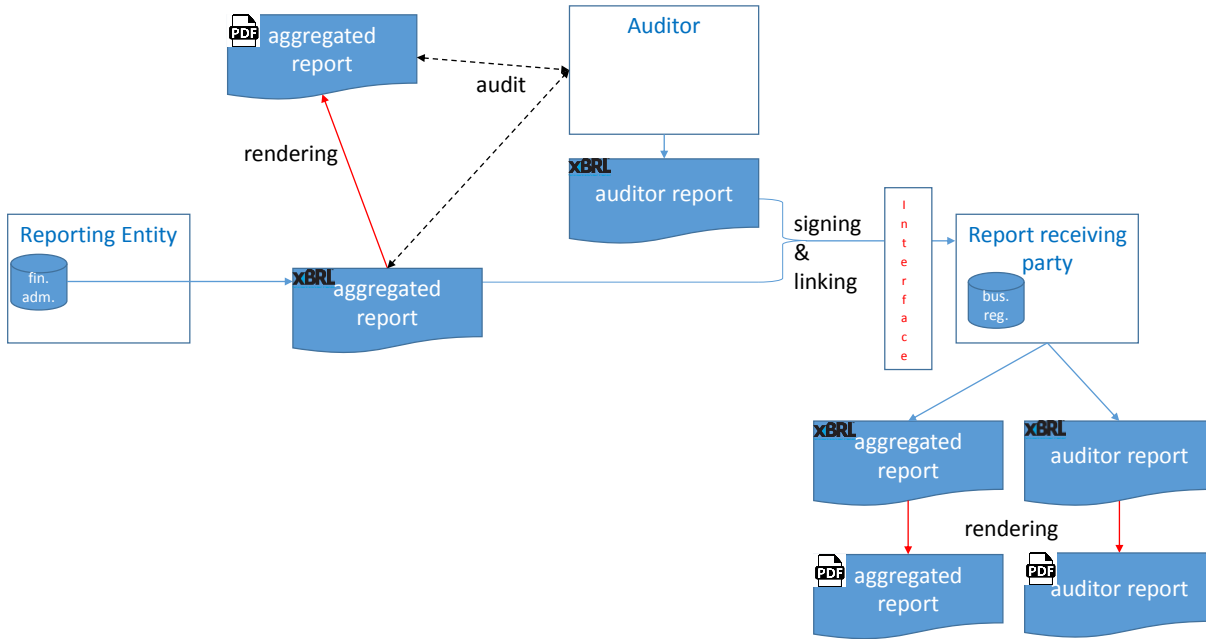 PDF
aggregated
report
Auditor
audit
rendering
xBRL
auditor report
Reporting Entity
fin.
adm.
xBRL
aggregated
report
signing
&
linking
I
n
t
e
r
f
a
c
e
Report receiving
party
bus.
reg.
xBRL
aggregated
report
xBRL
auditor report
rendering
PDF
aggregated
report
PDF
auditor report